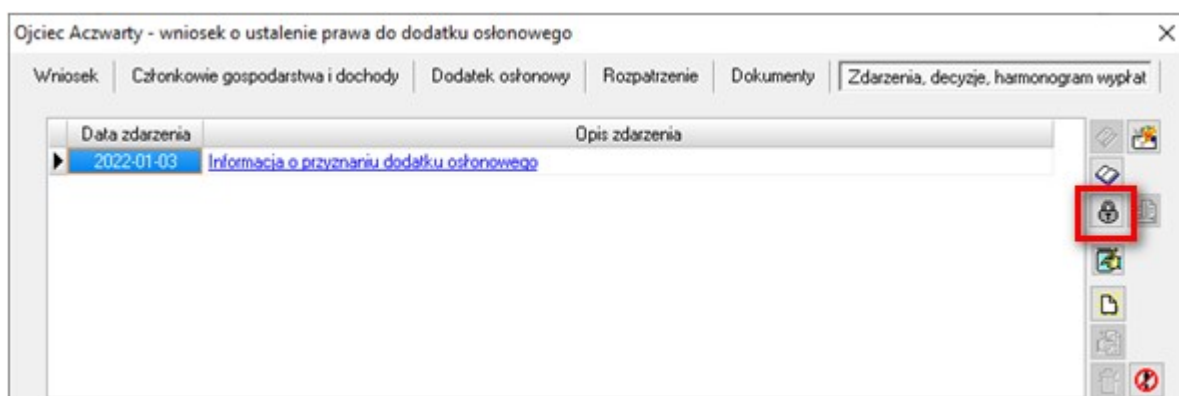 Ojciec Aczwarty - wniosek o ustalenie prawa do dodatku osłonowego
Wniosek Członkowie gospodarstwa i dochody Dodatek osłonowy Rozpatrzenie Dokumenty Zdarzenia, decyzje, harmonogram wypłat
Data zdarzenia Opis zdarzenia
2022-01-03 Informacja o przyznaniu dodatku osłonowego